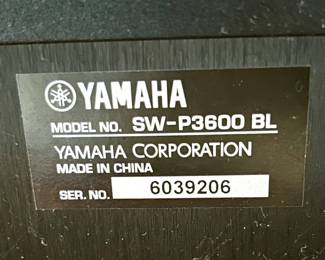 YAMAHA
MODEL NO. SW-P3600 BL
YAMAHA CORPORATION
MADE IN CHINA
SER. NO. 6039206